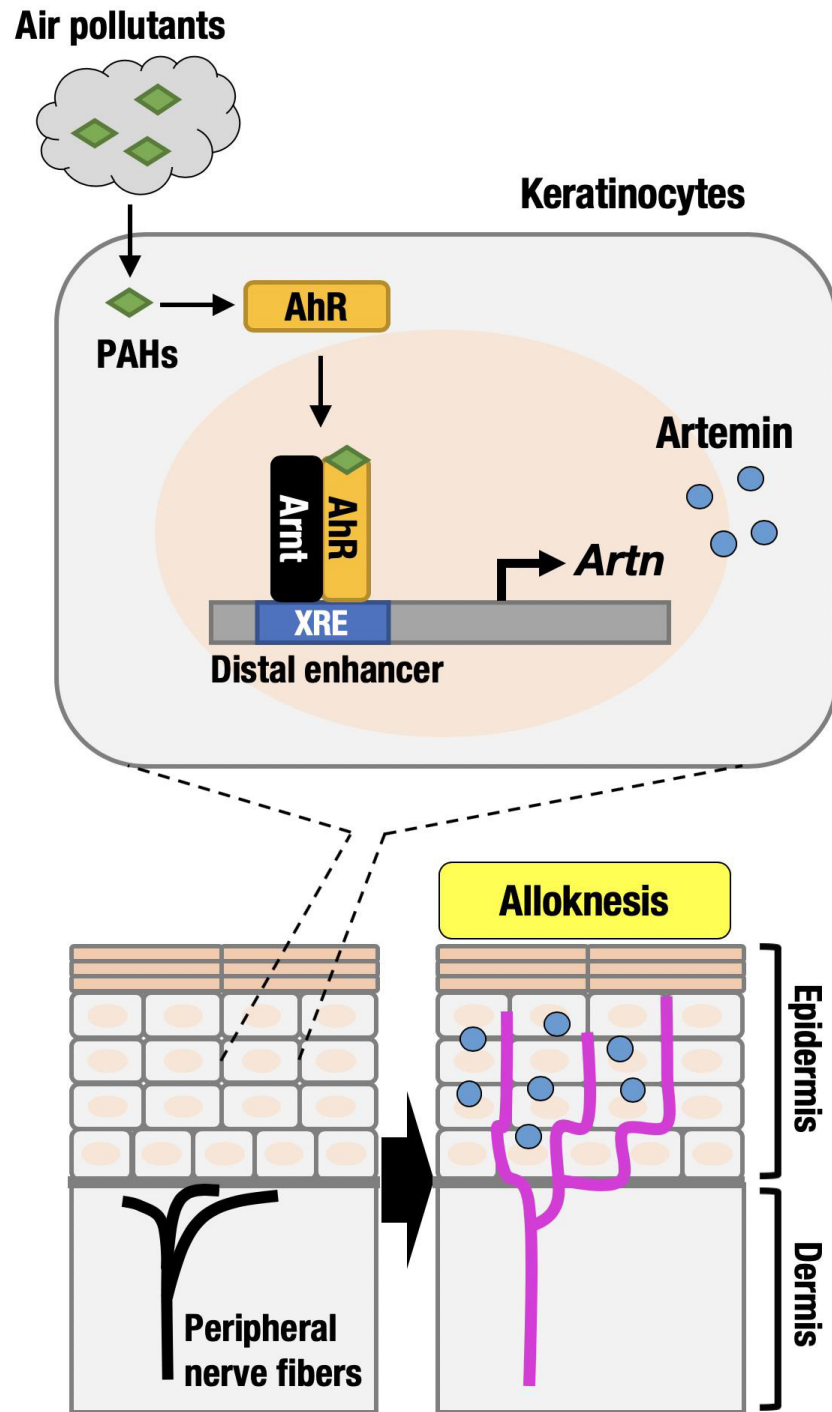 Air pollutants
Keratinocytes
AhR
PAHs
Artemin
Arnt
AhR
Artn
XRE
Distal enhancer
Alloknesis
Epidermis
Peripheral
nerve fibers
Dermis